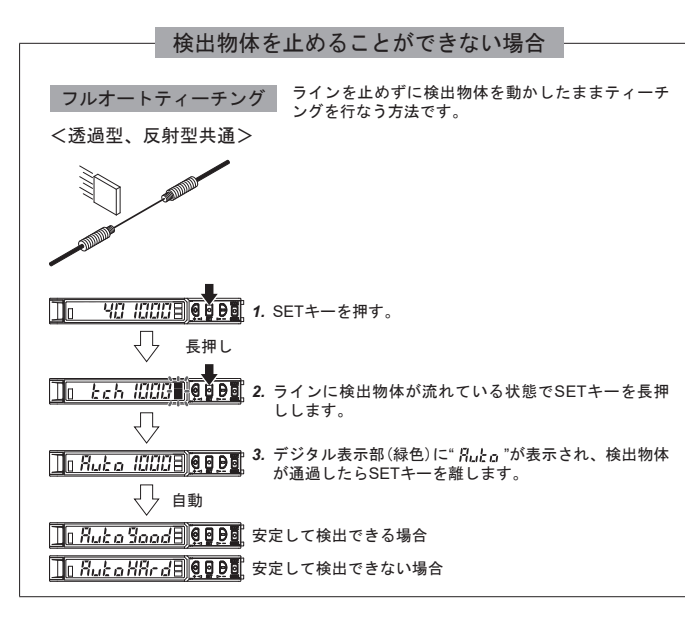 検出物体を止めることができない場合
フルオートティーチング
ラインを止めずに検出物体を動かしたままティーチ
ングを行なう方法です。
＜透過型、反射型共通＞
40 1000
1. SETキーを押す。
長押し
tch 1000
2. ラインに検出物体が流れている状態でSETキーを長押
しします。
Auto 1000
3. デジタル表示部（緑色）に“ Auto ”が表示され、検出物体
が通過したらSETキーを離します。
自動
Auto good
安定して検出できる場合
Auto HArd
安定して検出できない場合